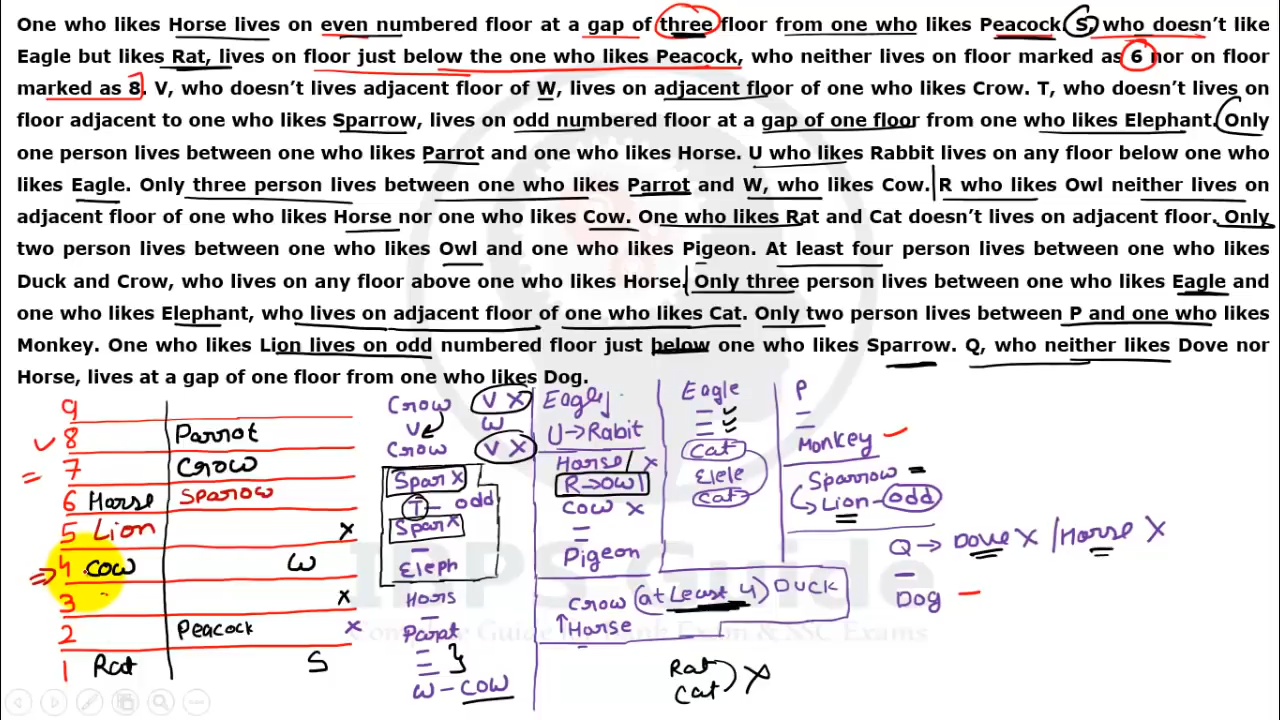 One who likes Horse lives on even numbered floor at a gap of three floor from one who likes Peacock. S, who doesn't like
Eagle but likes Rat, lives on floor just below the one who likes Peacock, who neither lives on floor marked as 6 nor on floor
marked as 8. V, who doesn't lives adjacent floor of W, lives on adjacent floor of one who likes Crow. T, who doesn't lives on
floor adjacent to one who likes Sparrow, lives on odd numbered floor at a gap of one floor from one who likes Elephant. Only
one person lives between one who likes Parrot and one who likes Horse. U who likes Rabbit lives on any floor below one who
likes Eagle. Only three person lives between one who likes Parrot and W, who likes Cow. R who likes Owl neither lives on
adjacent floor of one who likes Horse nor one who likes Cow. One who likes Rat and Cat doesn't lives on adjacent floor. Only
two person lives between one who likes Owl and one who likes Pigeon. At least four person lives between one who likes
Duck and Crow, who lives on any floor above one who likes Horse. Only three person lives between one who likes Eagle and
one who likes Elephant, who lives on adjacent floor of one who likes Cat. Only two person lives between P and one who likes
Monkey. One who likes Lion lives on odd numbered floor just below one who likes Sparrow. Q, who neither likes Dove nor
Horse, lives at a gap of one floor from one who likes Dog.
9
8 Parrot
7 Crow
6 Horse Sparow
5 Lion x
4 Cow W
3 x
2 Peacock x
1 Rat S
Crow V X
V W
Crow V X
Spar X
T - odd
Spar X
Eleph
Hors
Parot
W - Cow
Eagle
U → Rabit
Horse / x
R → Owl
Cow x
Pigeon
Crow (at Least 4) Duck
↑ Horse
Rat
Cat X
Eagle
Cat
Elele
Cat
P
Monkey
Sparrow
Lion - odd
Q → Dove X / Horse X
Dog
IBPS Guide
Complete Guide for Bank Exam & SSC Exams